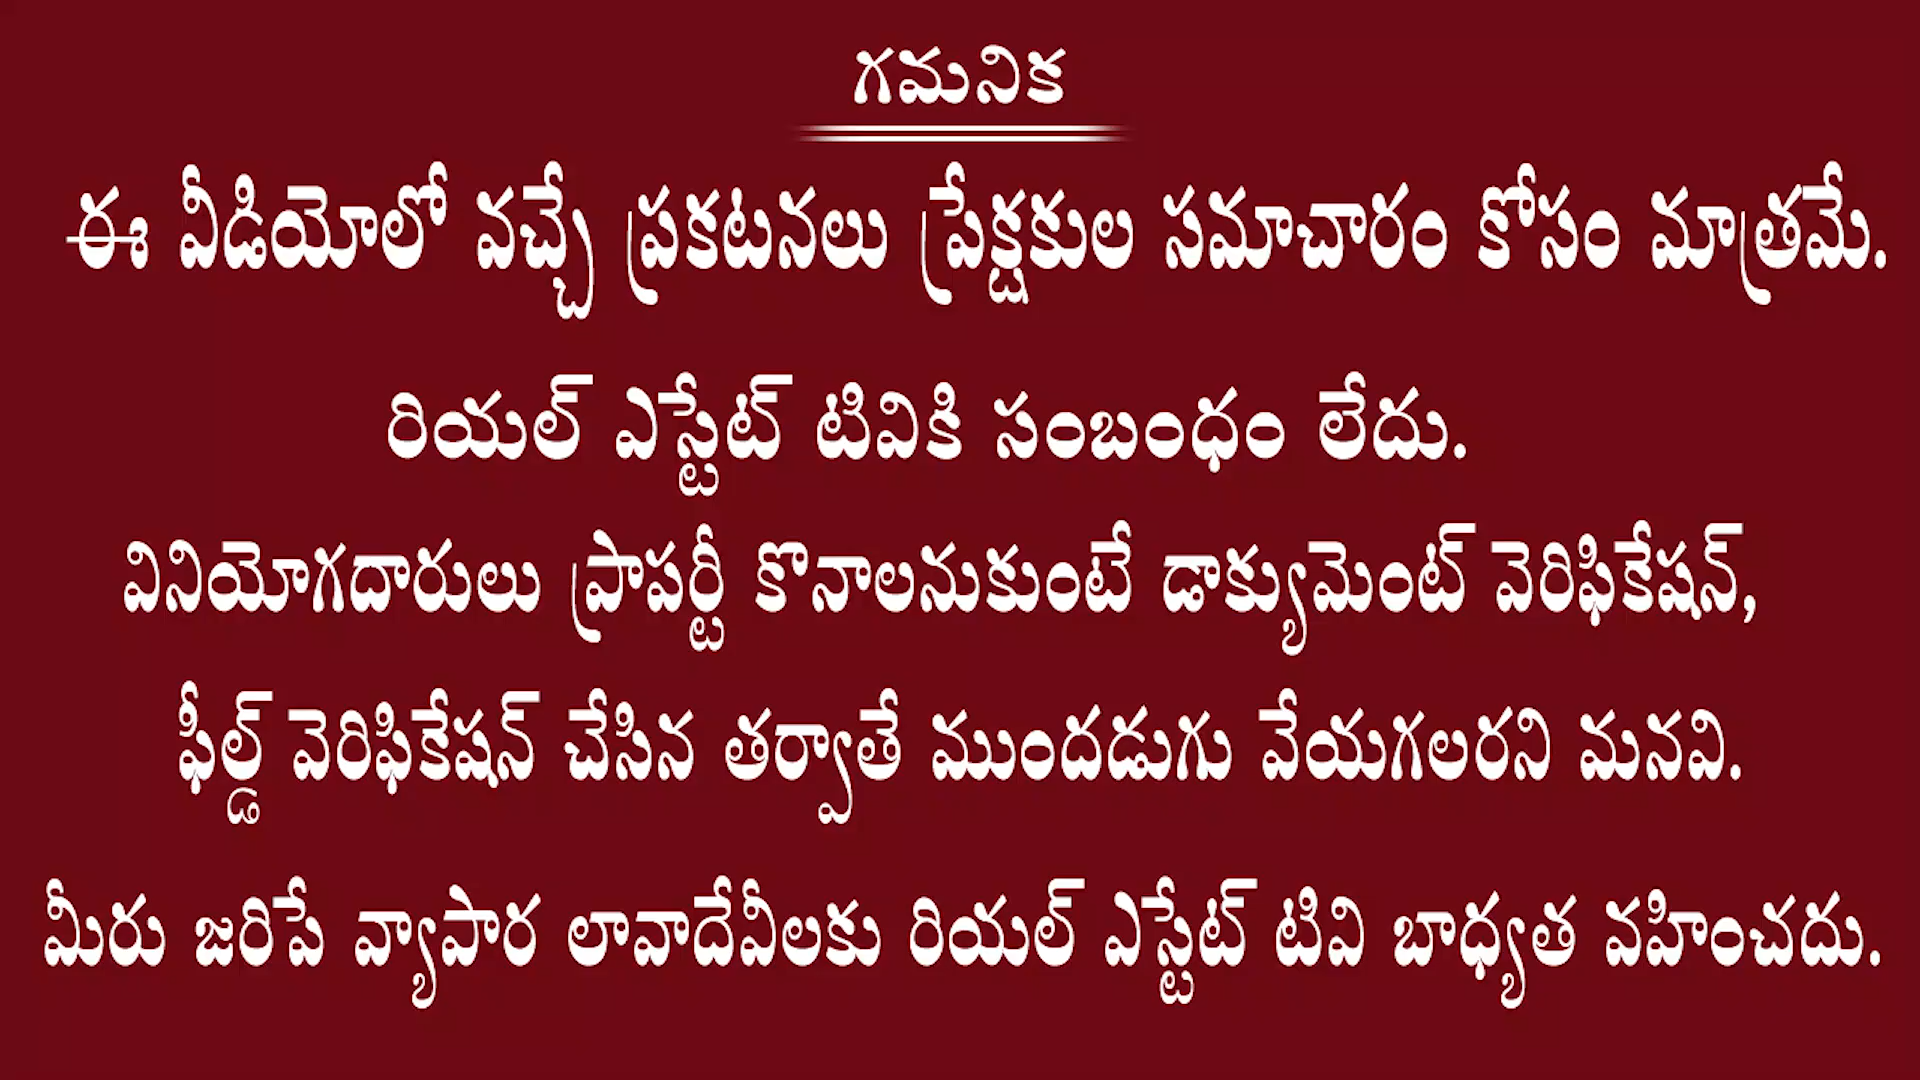 గమనిక
ఈ వీడియోలో వచ్చే ప్రకటనలు ప్రేక్షకుల సమాచారం కోసం మాత్రమే.
రియల్ ఎస్టేట్ టివికి సంబంధం లేదు.
వినియోగదారులు ప్రాపర్టీ కొనాలనుకుంటే డాక్యుమెంట్ వెరిఫికేషన్,
ఫీల్డ్ వెరిఫికేషన్ చేసిన తర్వాతే ముందడుగు వేయగలరని మనవి.
మీరు జరిపే వ్యాపార లావాదేవీలకు రియల్ ఎస్టేట్ టివి బాధ్యత వహించదు.